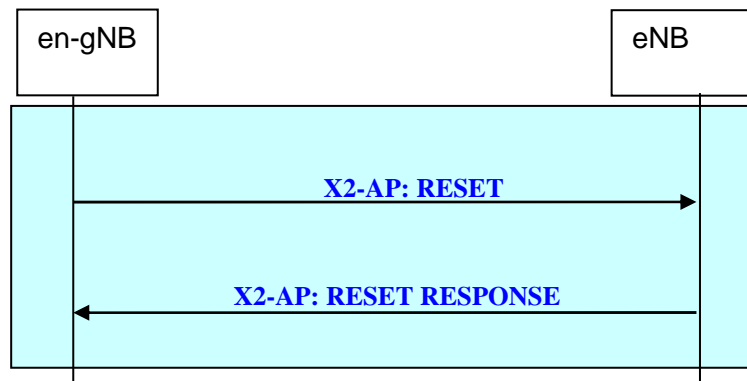 en-gNB
eNB
X2-AP: RESET
X2-AP: RESET RESPONSE